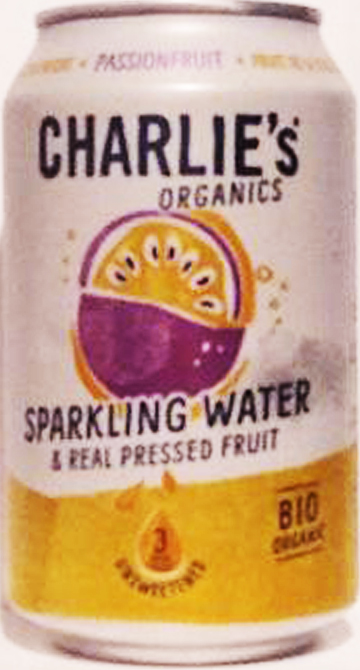 PASSIONFRUIT
CHARLIE's
ORGANICS
SPARKLING WATER
& REAL PRESSED FRUIT
3
BIO
ORGANIC
UNSWEETENED